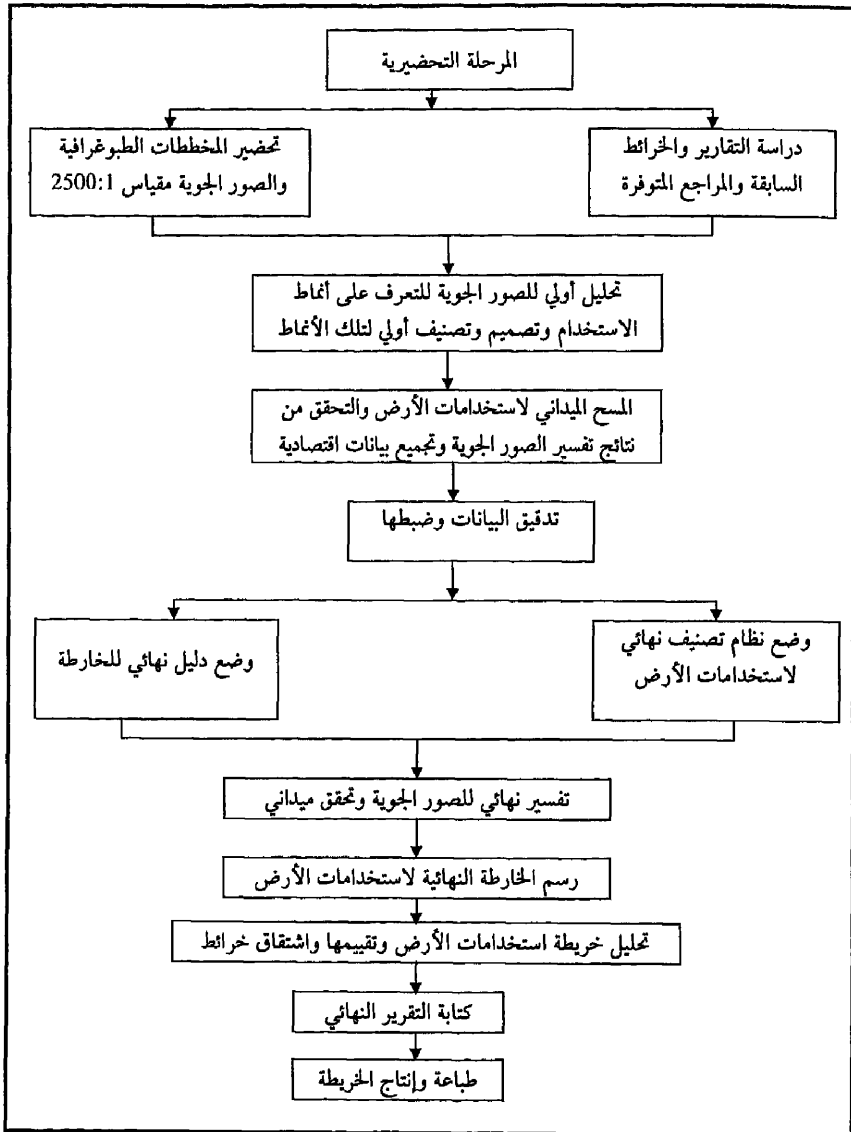 المرحلة التحضيرية
دراسة التقارير والخرائط
السابقة والمراجع المتوفرة
تحضير المخططات الطبوغرافية
والصور الجوية مقياس 2500:1
تحليل أولي للصور الجوية للتعرف على أنماط
الاستخدام وتصميم وتصنيف أولي لتلك الأنماط
المسح الميداني لاستخدامات الأرض والتحقق من
نتائج تفسير الصور الجوية وتجميع بيانات اقتصادية
تدقيق البيانات وضبطها
وضع نظام تصنيف نهائي
لاستخدامات الأرض
وضع دليل نهائي للخارطة
تفسير نهائي للصور الجوية وتحقق ميداني
رسم الخارطة النهائية لاستخدامات الأرض
تحليل خريطة استخدامات الأرض وتقييمها واشتقاق خرائط
كتابة التقرير النهائي
طباعة وإنتاج الخريطة